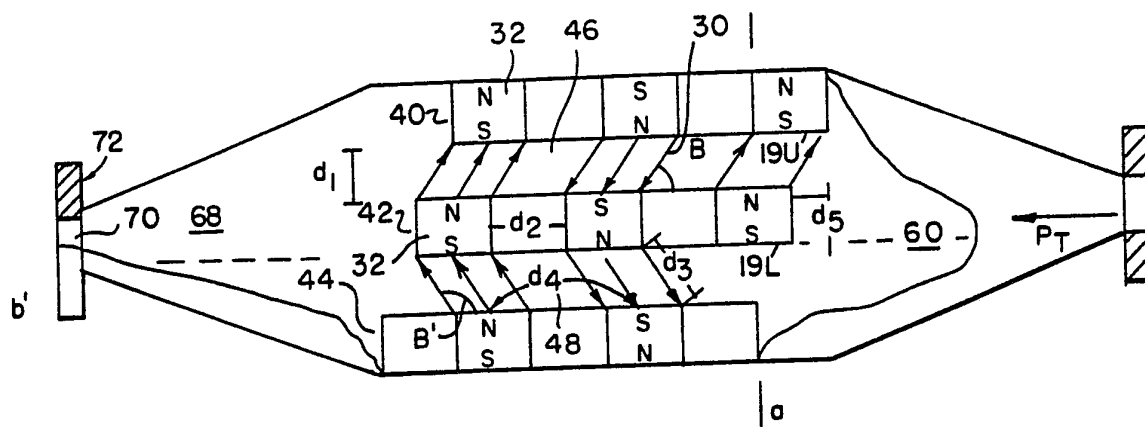 32 46 30
N S N
40 S N S
B 19U'
72 d1
42 N S N d5
68 d2 60
70 S N S PT
32 d3 19L
44 d4
b' B' N S
48
S N
a